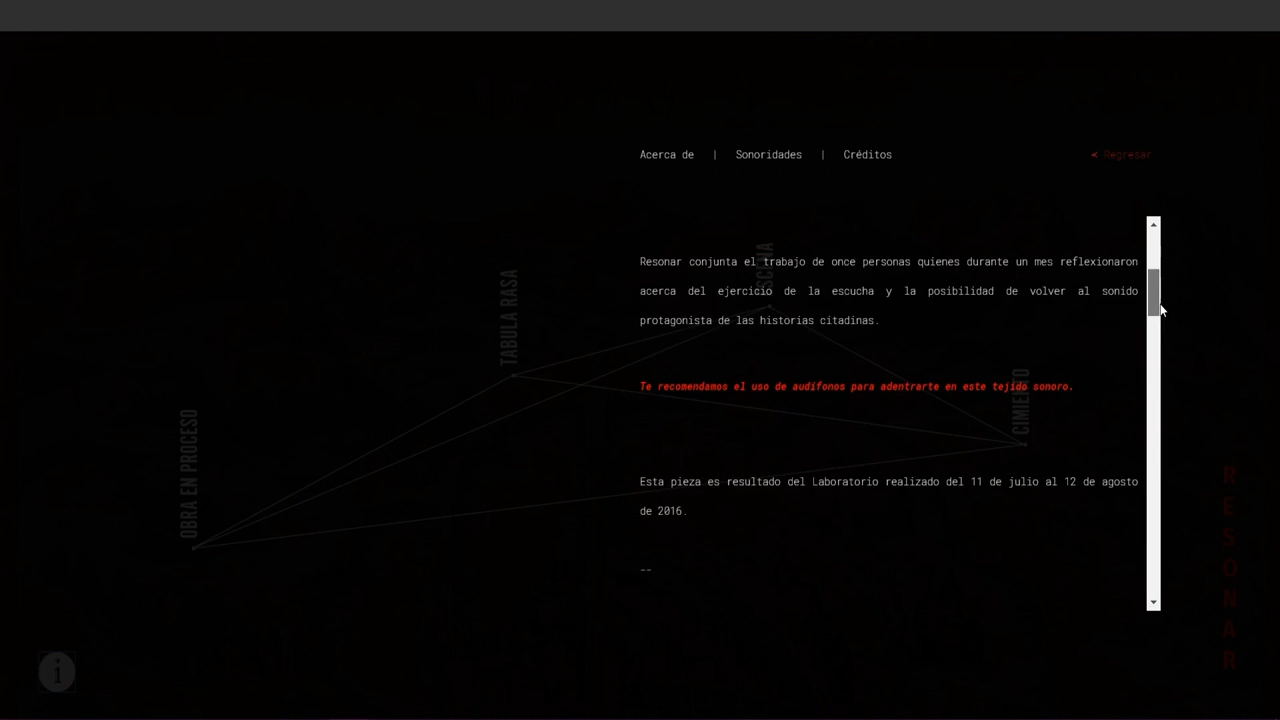 Acerca de | Sonoridades | Créditos
< Regresar
Resonar conjunta el trabajo de once personas quienes durante un mes reflexionaron
acerca del ejercicio de la escucha y la posibilidad de volver al sonido
protagonista de las historias citadinas.
Te recomendamos el uso de audífonos para adentrarte en este tejido sonoro.
Esta pieza es resultado del Laboratorio realizado del 11 de julio al 12 de agosto
de 2016.
--
OBRA EN PROCESO
TABULA RASA
CIMIENTO
RESONAR
i